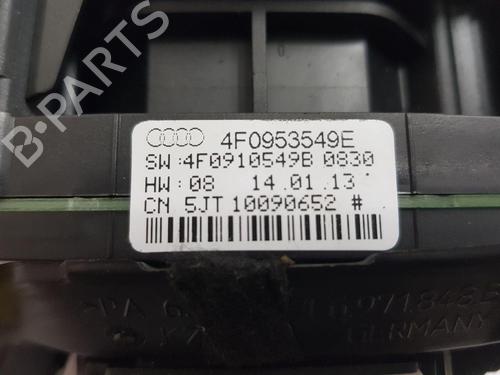 4F0953549E
SW :4F0910549B 0830
HW : 08 14.01.13
CN 5JT 10090652 #
GERMANY
B-PARTS